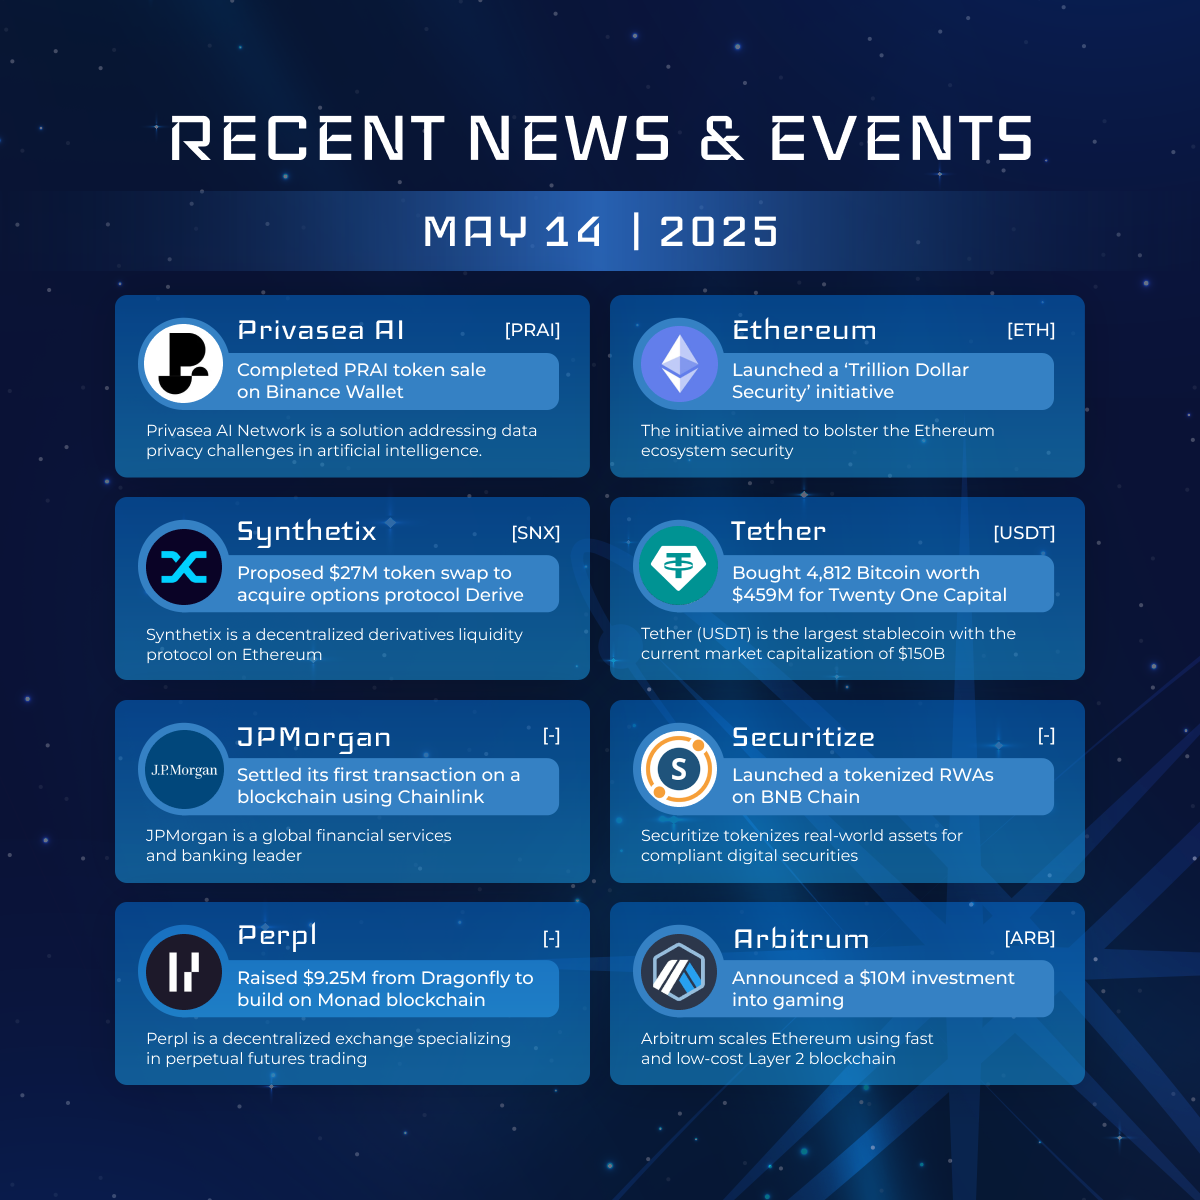 RECENT NEWS & EVENTS
MAY 14 | 2025
Privasea AI [PRAI]
Completed PRAI token sale
on Binance Wallet
Privasea AI Network is a solution addressing data
privacy challenges in artificial intelligence.
Ethereum [ETH]
Launched a ‘Trillion Dollar
Security’ initiative
The initiative aimed to bolster the Ethereum
ecosystem security
Synthetix [SNX]
Proposed $27M token swap to
acquire options protocol Derive
Synthetix is a decentralized derivatives liquidity
protocol on Ethereum
Tether [USDT]
Bought 4,812 Bitcoin worth
$459M for Twenty One Capital
Tether (USDT) is the largest stablecoin with the
current market capitalization of $150B
JPMorgan [-]
J.P.Morgan
Settled its first transaction on a
blockchain using Chainlink
JPMorgan is a global financial services
and banking leader
Securitize [-]
S
Launched a tokenized RWAs
on BNB Chain
Securitize tokenizes real-world assets for
compliant digital securities
Perpl [-]
Raised $9.25M from Dragonfly to
build on Monad blockchain
Perpl is a decentralized exchange specializing
in perpetual futures trading
Arbitrum [ARB]
Announced a $10M investment
into gaming
Arbitrum scales Ethereum using fast
and low-cost Layer 2 blockchain